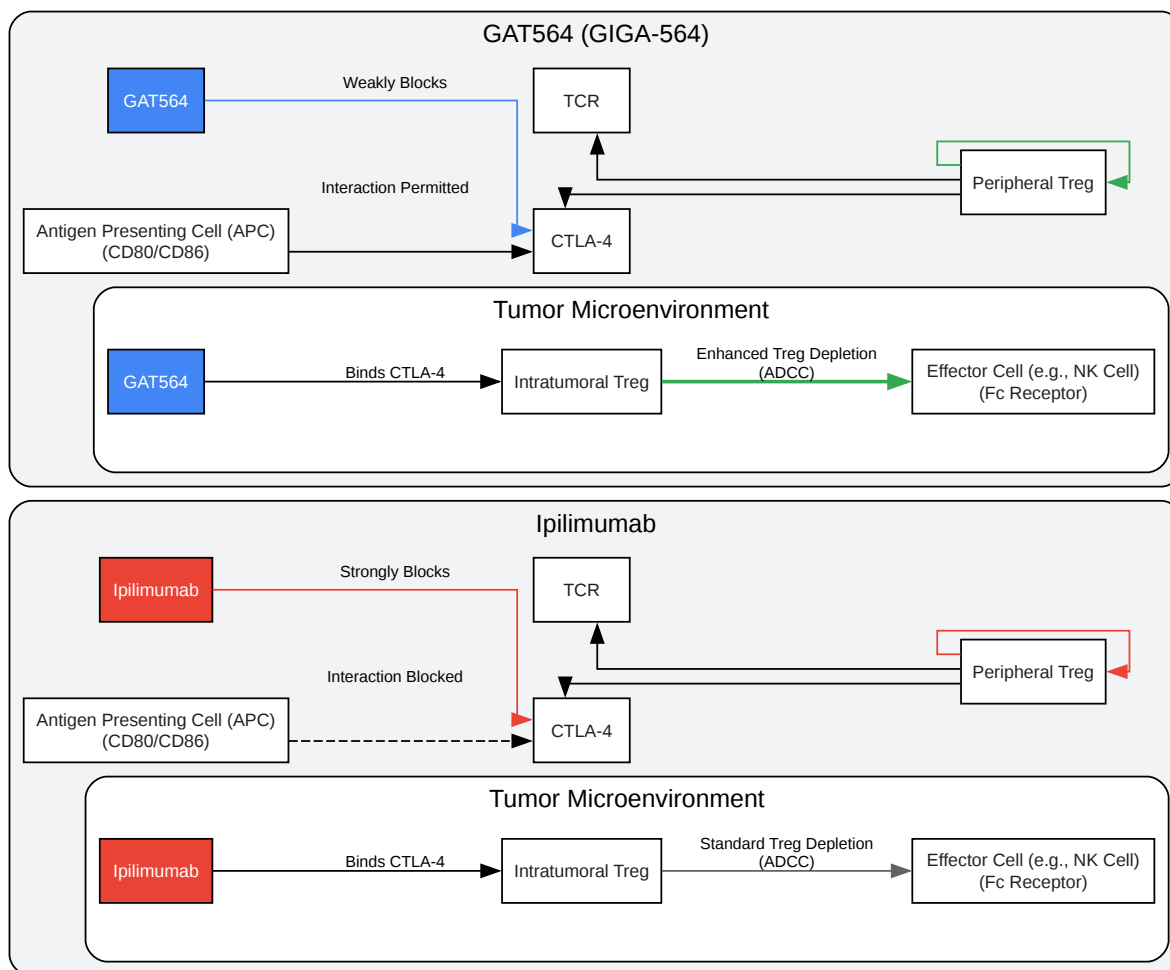 GAT564 (GIGA-564)
GAT564
Weakly Blocks
TCR
Peripheral Treg
Interaction Permitted
Antigen Presenting Cell (APC)
(CD80/CD86)
CTLA-4
Tumor Microenvironment
GAT564
Binds CTLA-4
Intratumoral Treg
Enhanced Treg Depletion
(ADCC)
Effector Cell (e.g., NK Cell)
(Fc Receptor)
Ipilimumab
Ipilimumab
Strongly Blocks
TCR
Peripheral Treg
Interaction Blocked
Antigen Presenting Cell (APC)
(CD80/CD86)
CTLA-4
Tumor Microenvironment
Ipilimumab
Binds CTLA-4
Intratumoral Treg
Standard Treg Depletion
(ADCC)
Effector Cell (e.g., NK Cell)
(Fc Receptor)